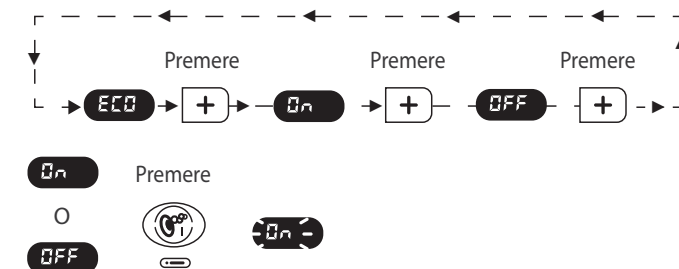 Premere Premere Premere
ECO + On + OFF +
On Premere
O
On
OFF